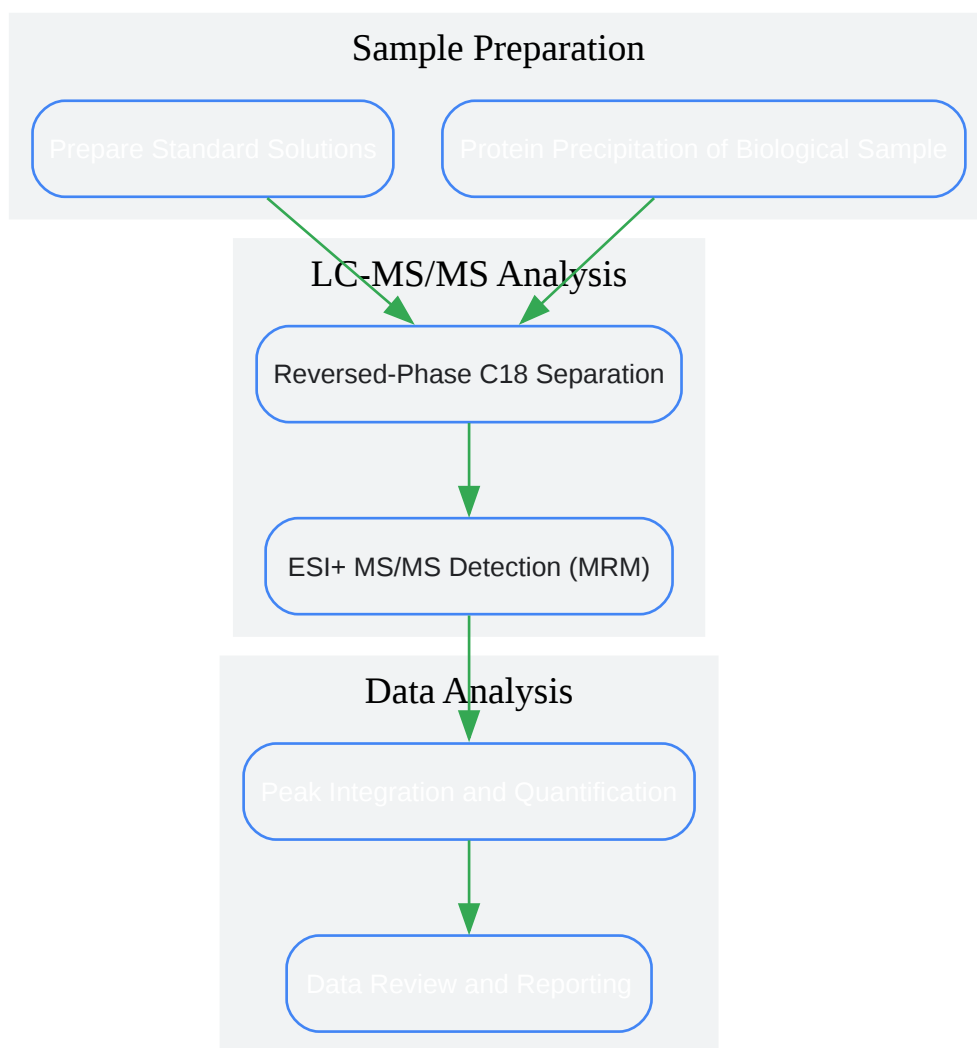 Sample Preparation
Prepare Standard Solutions
Protein Precipitation of Biological Sample
LC-MS/MS Analysis
Reversed-Phase C18 Separation
ESI+ MS/MS Detection (MRM)
Data Analysis
Peak Integration and Quantification
Data Review and Reporting